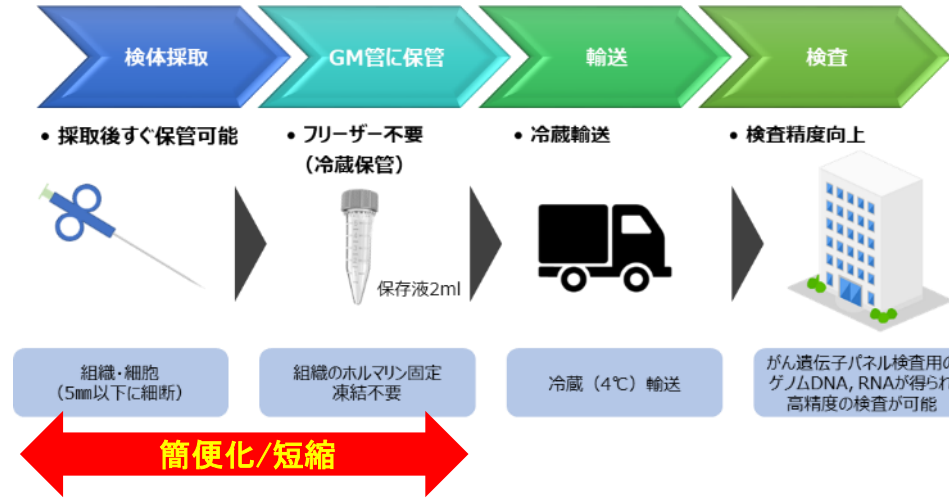 検体採取
GM管に保管
輸送
検査
• 採取後すぐ保管可能
• フリーザー不要
(冷蔵保管)
• 冷蔵輸送
• 検査精度向上
保存液2ml
組織・細胞
(5㎜以下に細断)
組織のホルマリン固定
凍結不要
冷蔵(4℃)輸送
がん遺伝子パネル検査用の
ゲノムDNA, RNAが得られ
高精度の検査が可能
簡便化/短縮